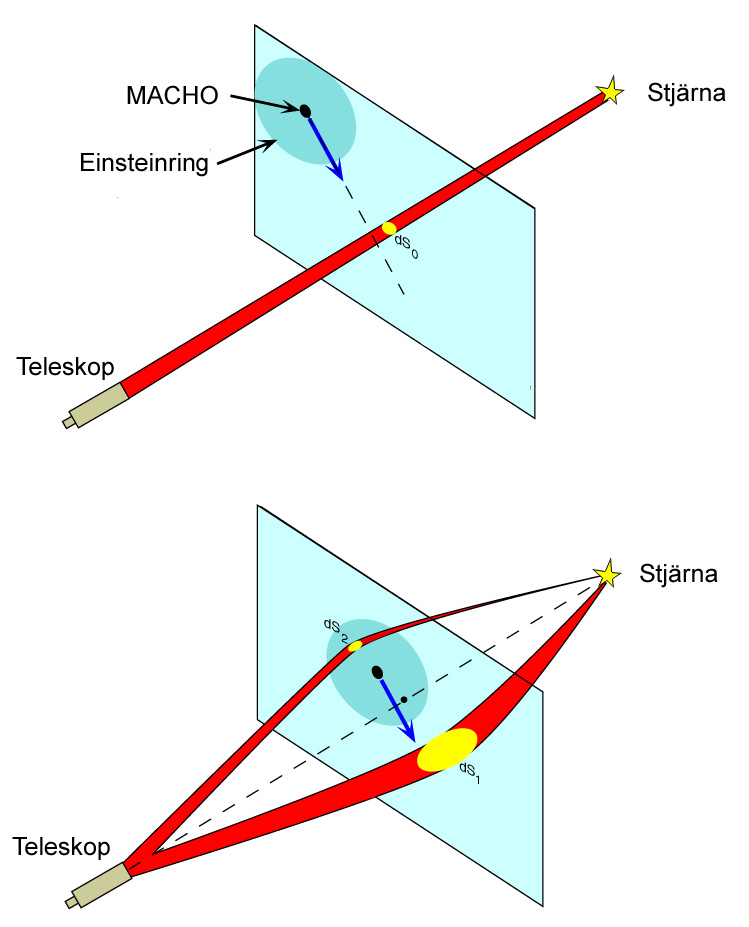 MACHO
Stjärna
Einsteinring
dS0
Teleskop
Stjärna
dS2
dS1
Teleskop